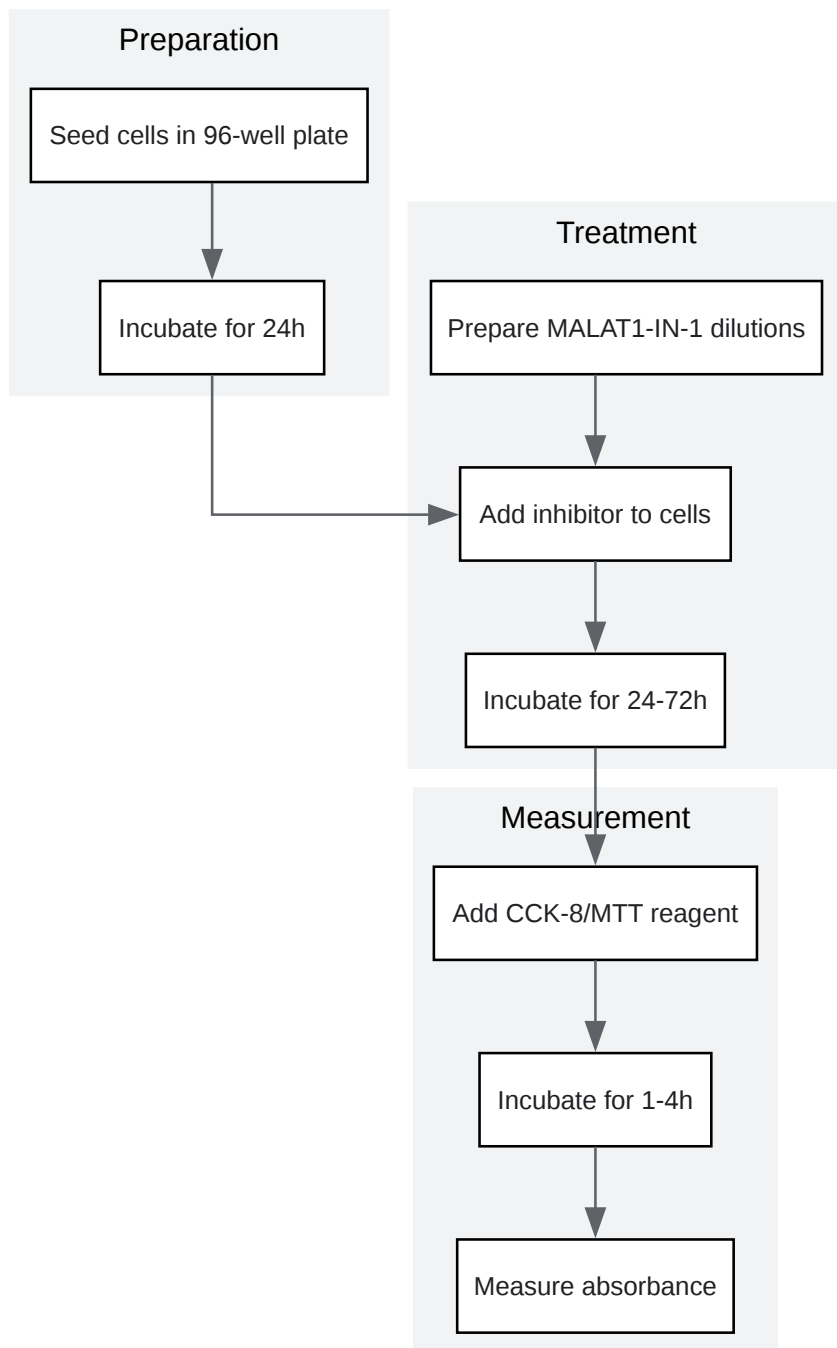 Preparation
Seed cells in 96-well plate
Incubate for 24h
Treatment
Prepare MALAT1-IN-1 dilutions
Add inhibitor to cells
Incubate for 24-72h
Measurement
Add CCK-8/MTT reagent
Incubate for 1-4h
Measure absorbance